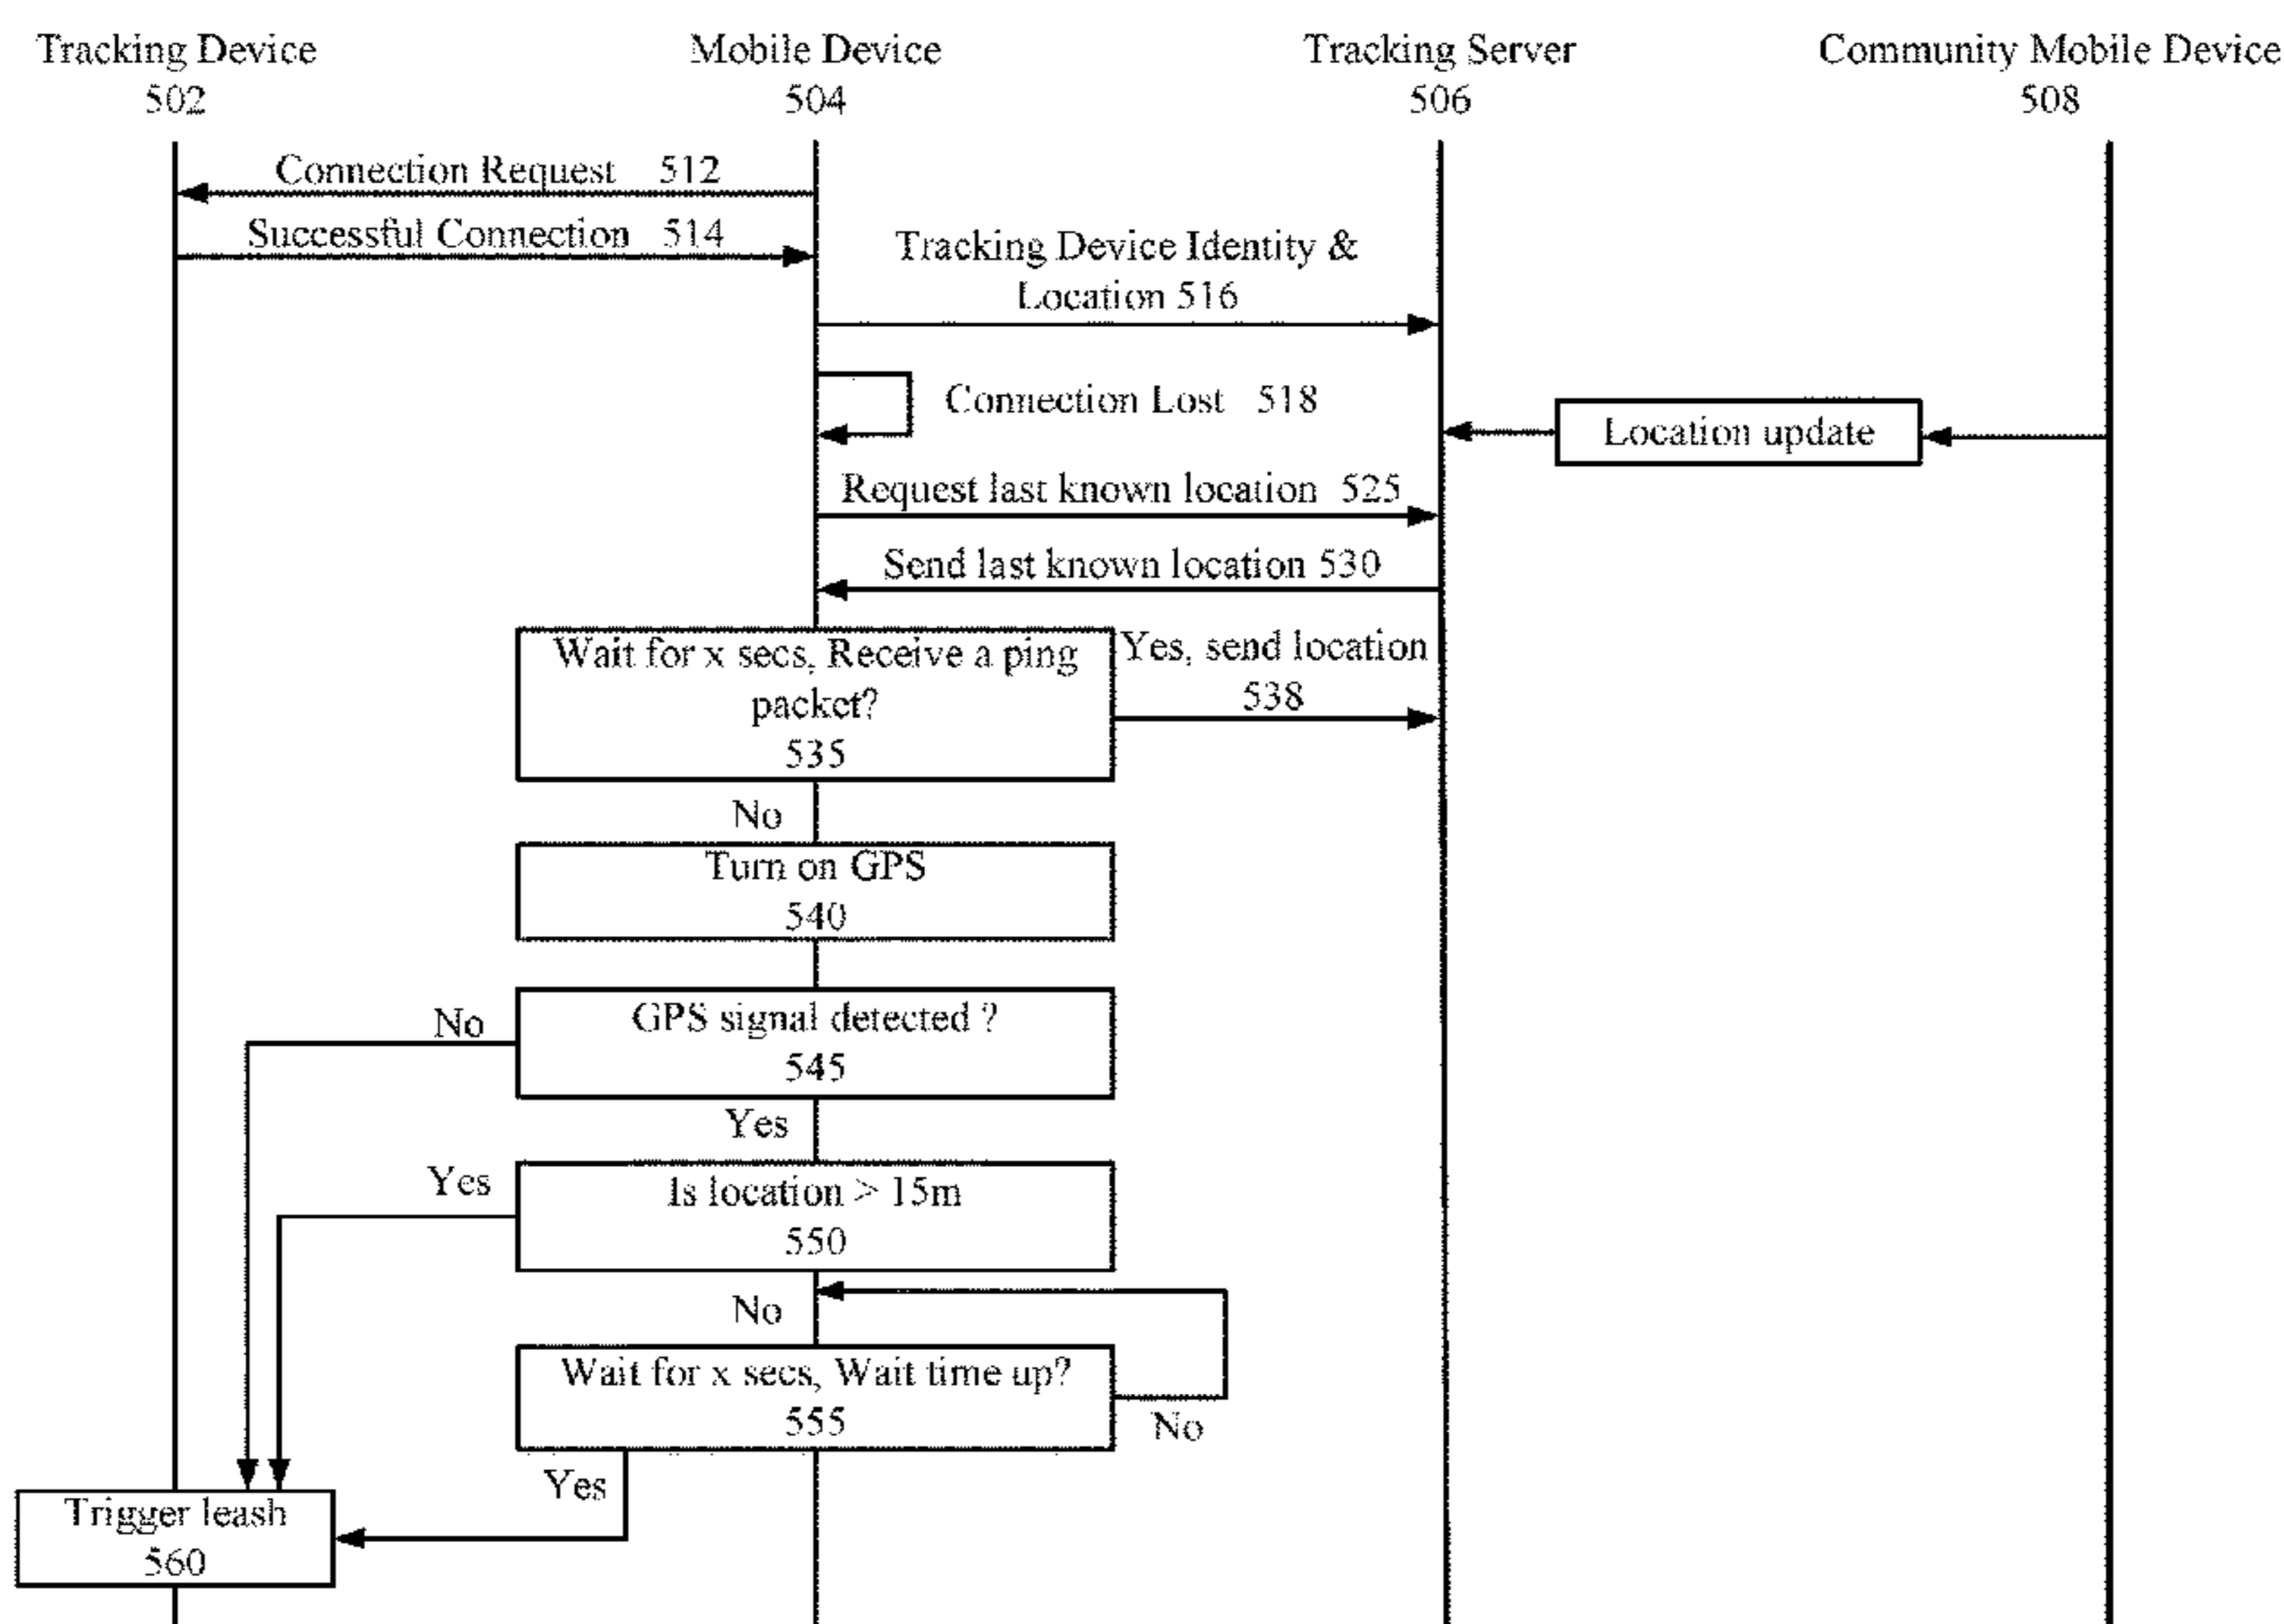 Tracking Device
502
Mobile Device
504
Tracking Server
506
Community Mobile Device
508
Connection Request 512
Successful Connection 514
Tracking Device Identity &
Location 516
Connection Lost 518
Location update
Request last known location 525
Send last known location 530
Wait for x secs, Receive a ping
packet?
535
Yes, send location
538
No
Turn on GPS
540
No
GPS signal detected ?
545
Yes
Yes
Is location > 15m
550
No
Wait for x secs, Wait time up?
555
No
Yes
Trigger leash
560